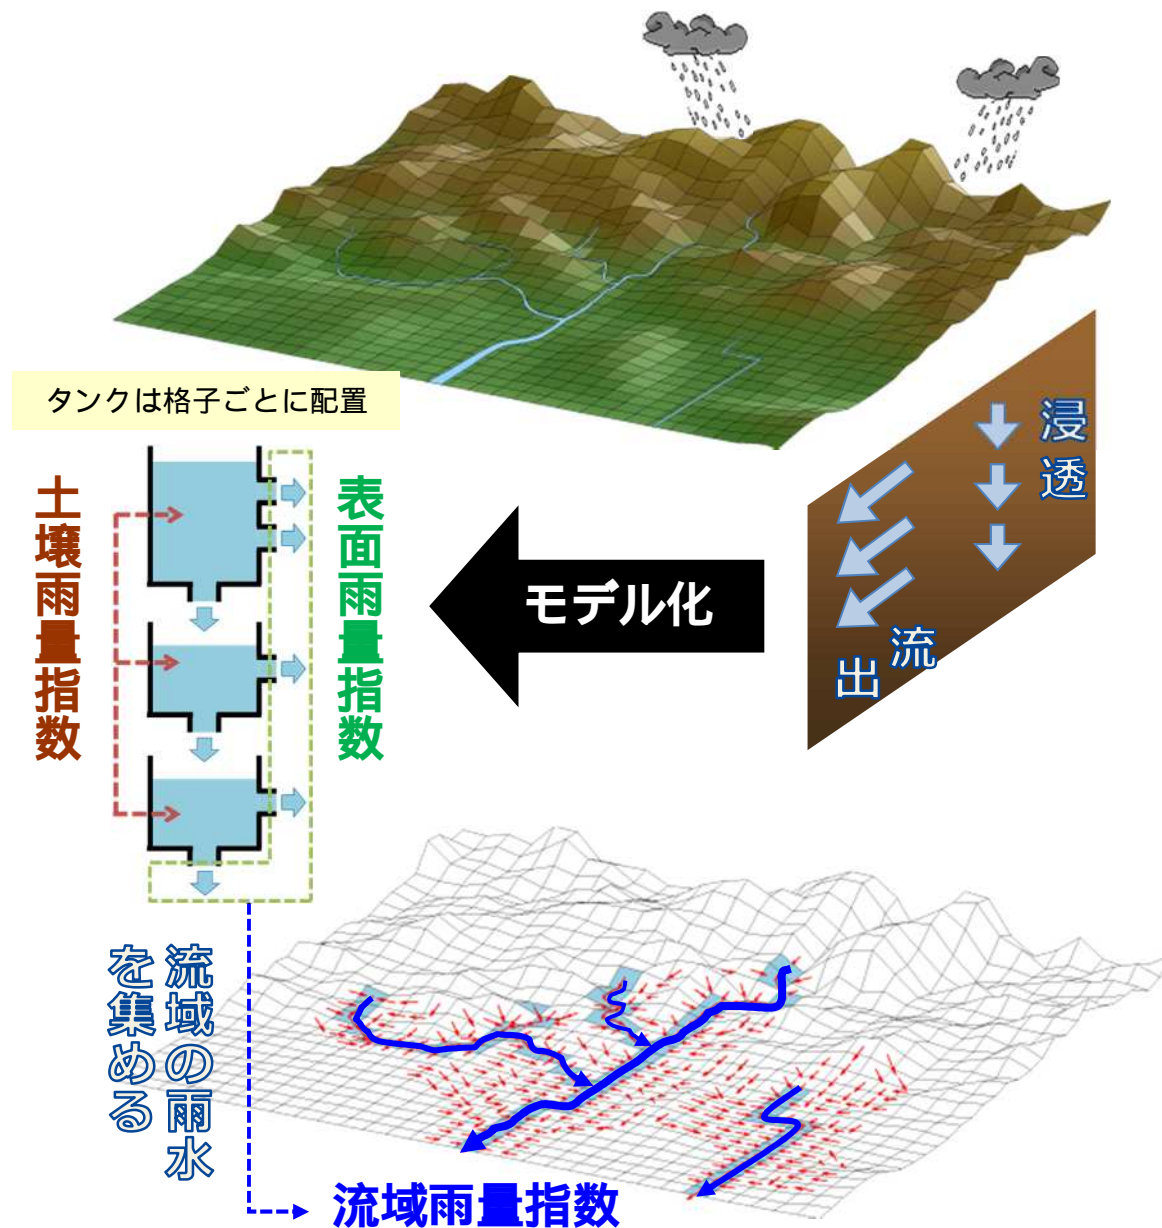 タンクは格子ごとに配置
土壌雨量指数
表面雨量指数
モデル化
浸透
流出
流域の雨水
を集める
流域雨量指数